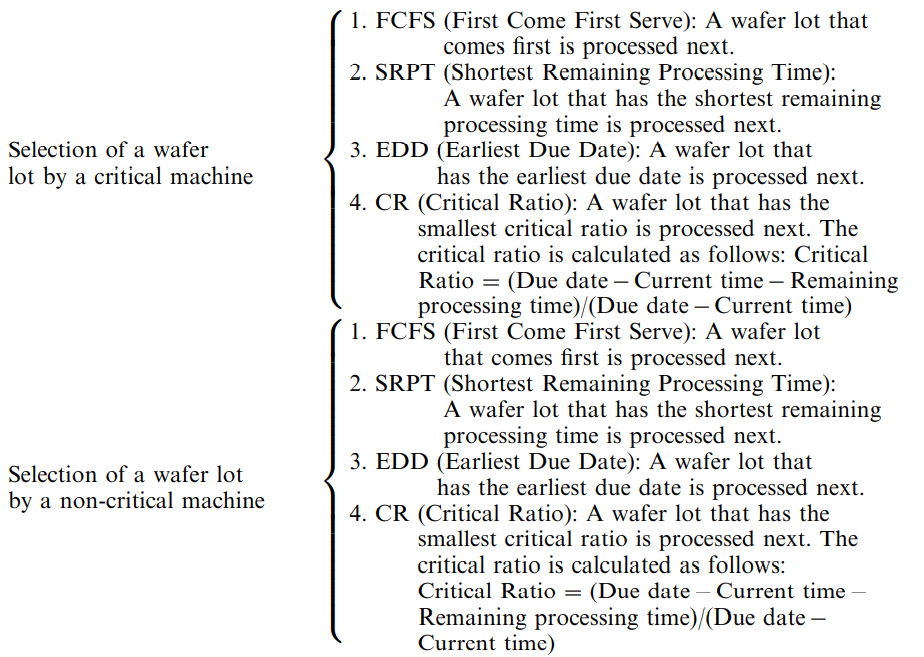 Selection of a wafer
lot by a critical machine
1. FCFS (First Come First Serve): A wafer lot that
comes first is processed next.
2. SRPT (Shortest Remaining Processing Time):
A wafer lot that has the shortest remaining
processing time is processed next.
3. EDD (Earliest Due Date): A wafer lot that
has the earliest due date is processed next.
4. CR (Critical Ratio): A wafer lot that has the
smallest critical ratio is processed next. The
critical ratio is calculated as follows: Critical
Ratio = (Due date − Current time − Remaining
processing time)/(Due date − Current time)
Selection of a wafer lot
by a non-critical machine
1. FCFS (First Come First Serve): A wafer lot
that comes first is processed next.
2. SRPT (Shortest Remaining Processing Time):
A wafer lot that has the shortest remaining
processing time is processed next.
3. EDD (Earliest Due Date): A wafer lot that
has the earliest due date is processed next.
4. CR (Critical Ratio): A wafer lot that has the
smallest critical ratio is processed next. The
critical ratio is calculated as follows:
Critical Ratio = (Due date − Current time −
Remaining processing time)/(Due date −
Current time)